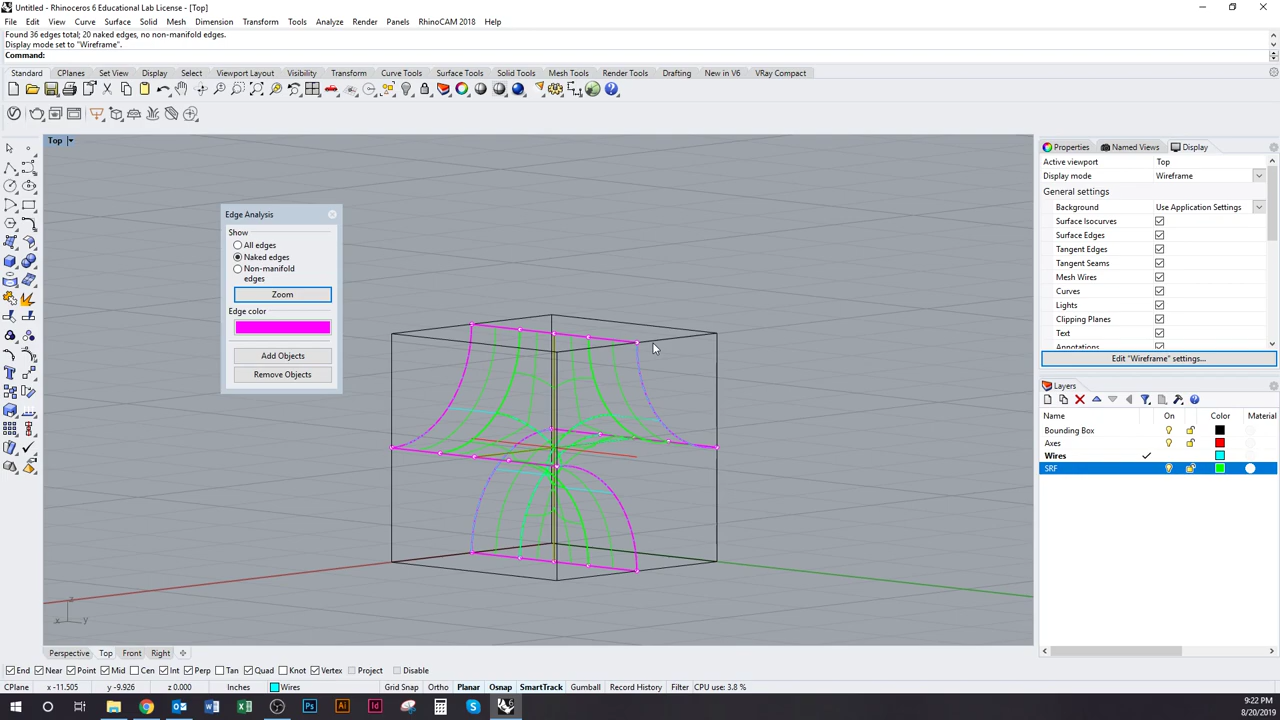 Untitled - Rhinoceros 6 Educational Lab License - [Top]
File Edit View Curve Surface Solid Mesh Dimension Transform Tools Analyze Render Panels RhinoCAM 2018 Help
Found 36 edges total; 20 naked edges, no non-manifold edges.
Display mode set to "Wireframe".
Command:
Standard CPlanes Set View Display Select Viewport Layout Visibility Transform Curve Tools Surface Tools Solid Tools Mesh Tools Render Tools Drafting New in V6 VRay Compact
Top
Edge Analysis
Show
All edges
Naked edges
Non-manifold
edges
Zoom
Edge color
Add Objects
Remove Objects
z
x y
Properties Named Views Display
Active viewport Top
Display mode Wireframe
General settings
Background Use Application Settings
Surface Isocurves
Surface Edges
Tangent Edges
Tangent Seams
Mesh Wires
Curves
Lights
Clipping Planes
Text
Annotations
Edit "Wireframe" settings...
Layers
Name On Color Material
Bounding Box
Axes
Wires
SRF
Perspective Top Front Right
End Near Point Mid Cen Int Perp Tan Quad Knot Vertex Project Disable
CPlane x -11.505 y -9.926 z 0.000 Inches Wires Grid Snap Ortho Planar Osnap SmartTrack Gumball Record History Filter CPU use: 3.8 %
9:22 PM
8/20/2019